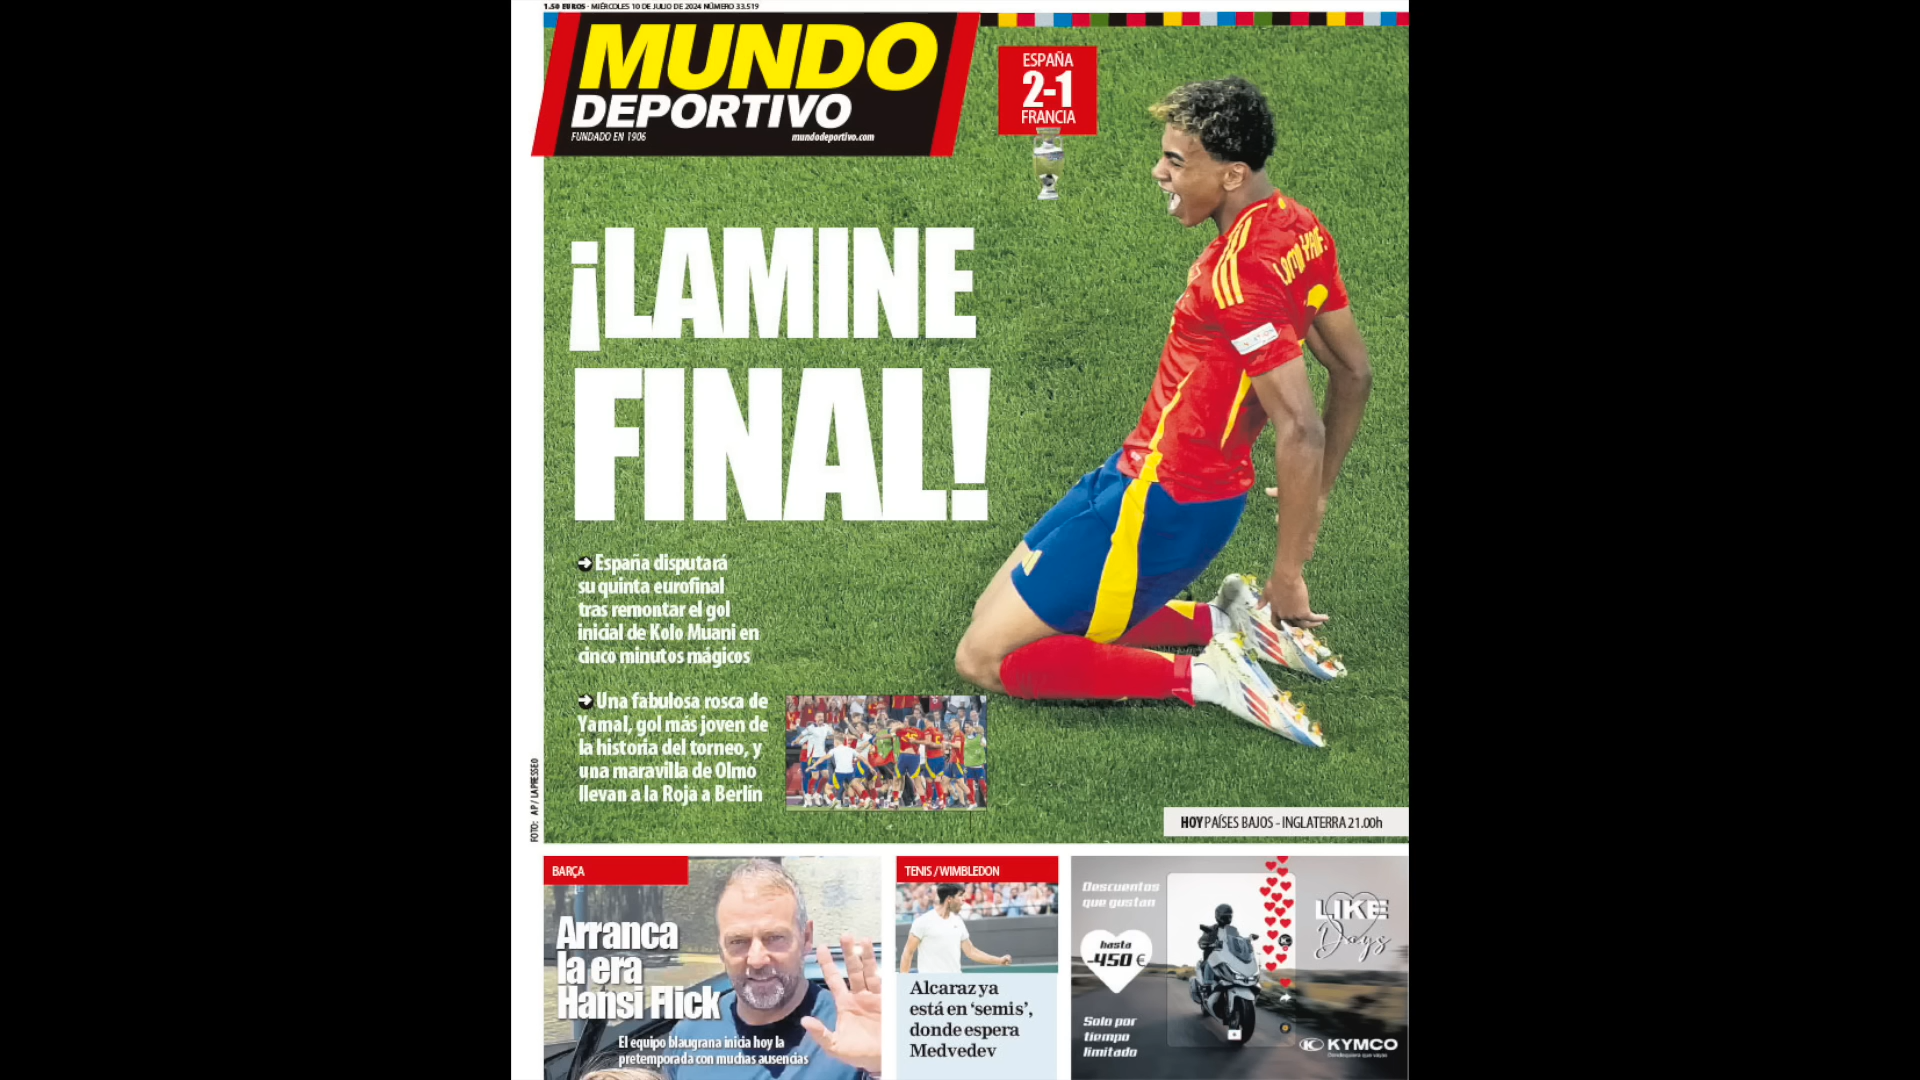 1.50 EUROS - MIÉRCOLES 10 DE JULIO DE 2024 NÚMERO 33.519
MUNDO
DEPORTIVO
FUNDADO EN 1906
mundodeportivo.com
ESPAÑA
2-1
FRANCIA
¡LAMINE
FINAL!
España disputará
su quinta eurofinal
tras remontar el gol
inicial de Kolo Muani en
cinco minutos mágicos
Una fabulosa rosca de
Yamal, gol más joven de
la historia del torneo, y
una maravilla de Olmo
llevan a la Roja a Berlín
FOTO: AP / LAPRESSE
HOY PAÍSES BAJOS - INGLATERRA 21.00h
BARÇA
Arranca
la era
Hansi Flick
El equipo blaugrana inicia hoy la
pretemporada con muchas ausencias
TENIS / WIMBLEDON
Alcaraz ya
está en ‘semis’,
donde espera
Medvedev
Descuentos
que gustan
hasta
-450 €
Solo por
tiempo
limitado
LIKE
Days
KYMCO